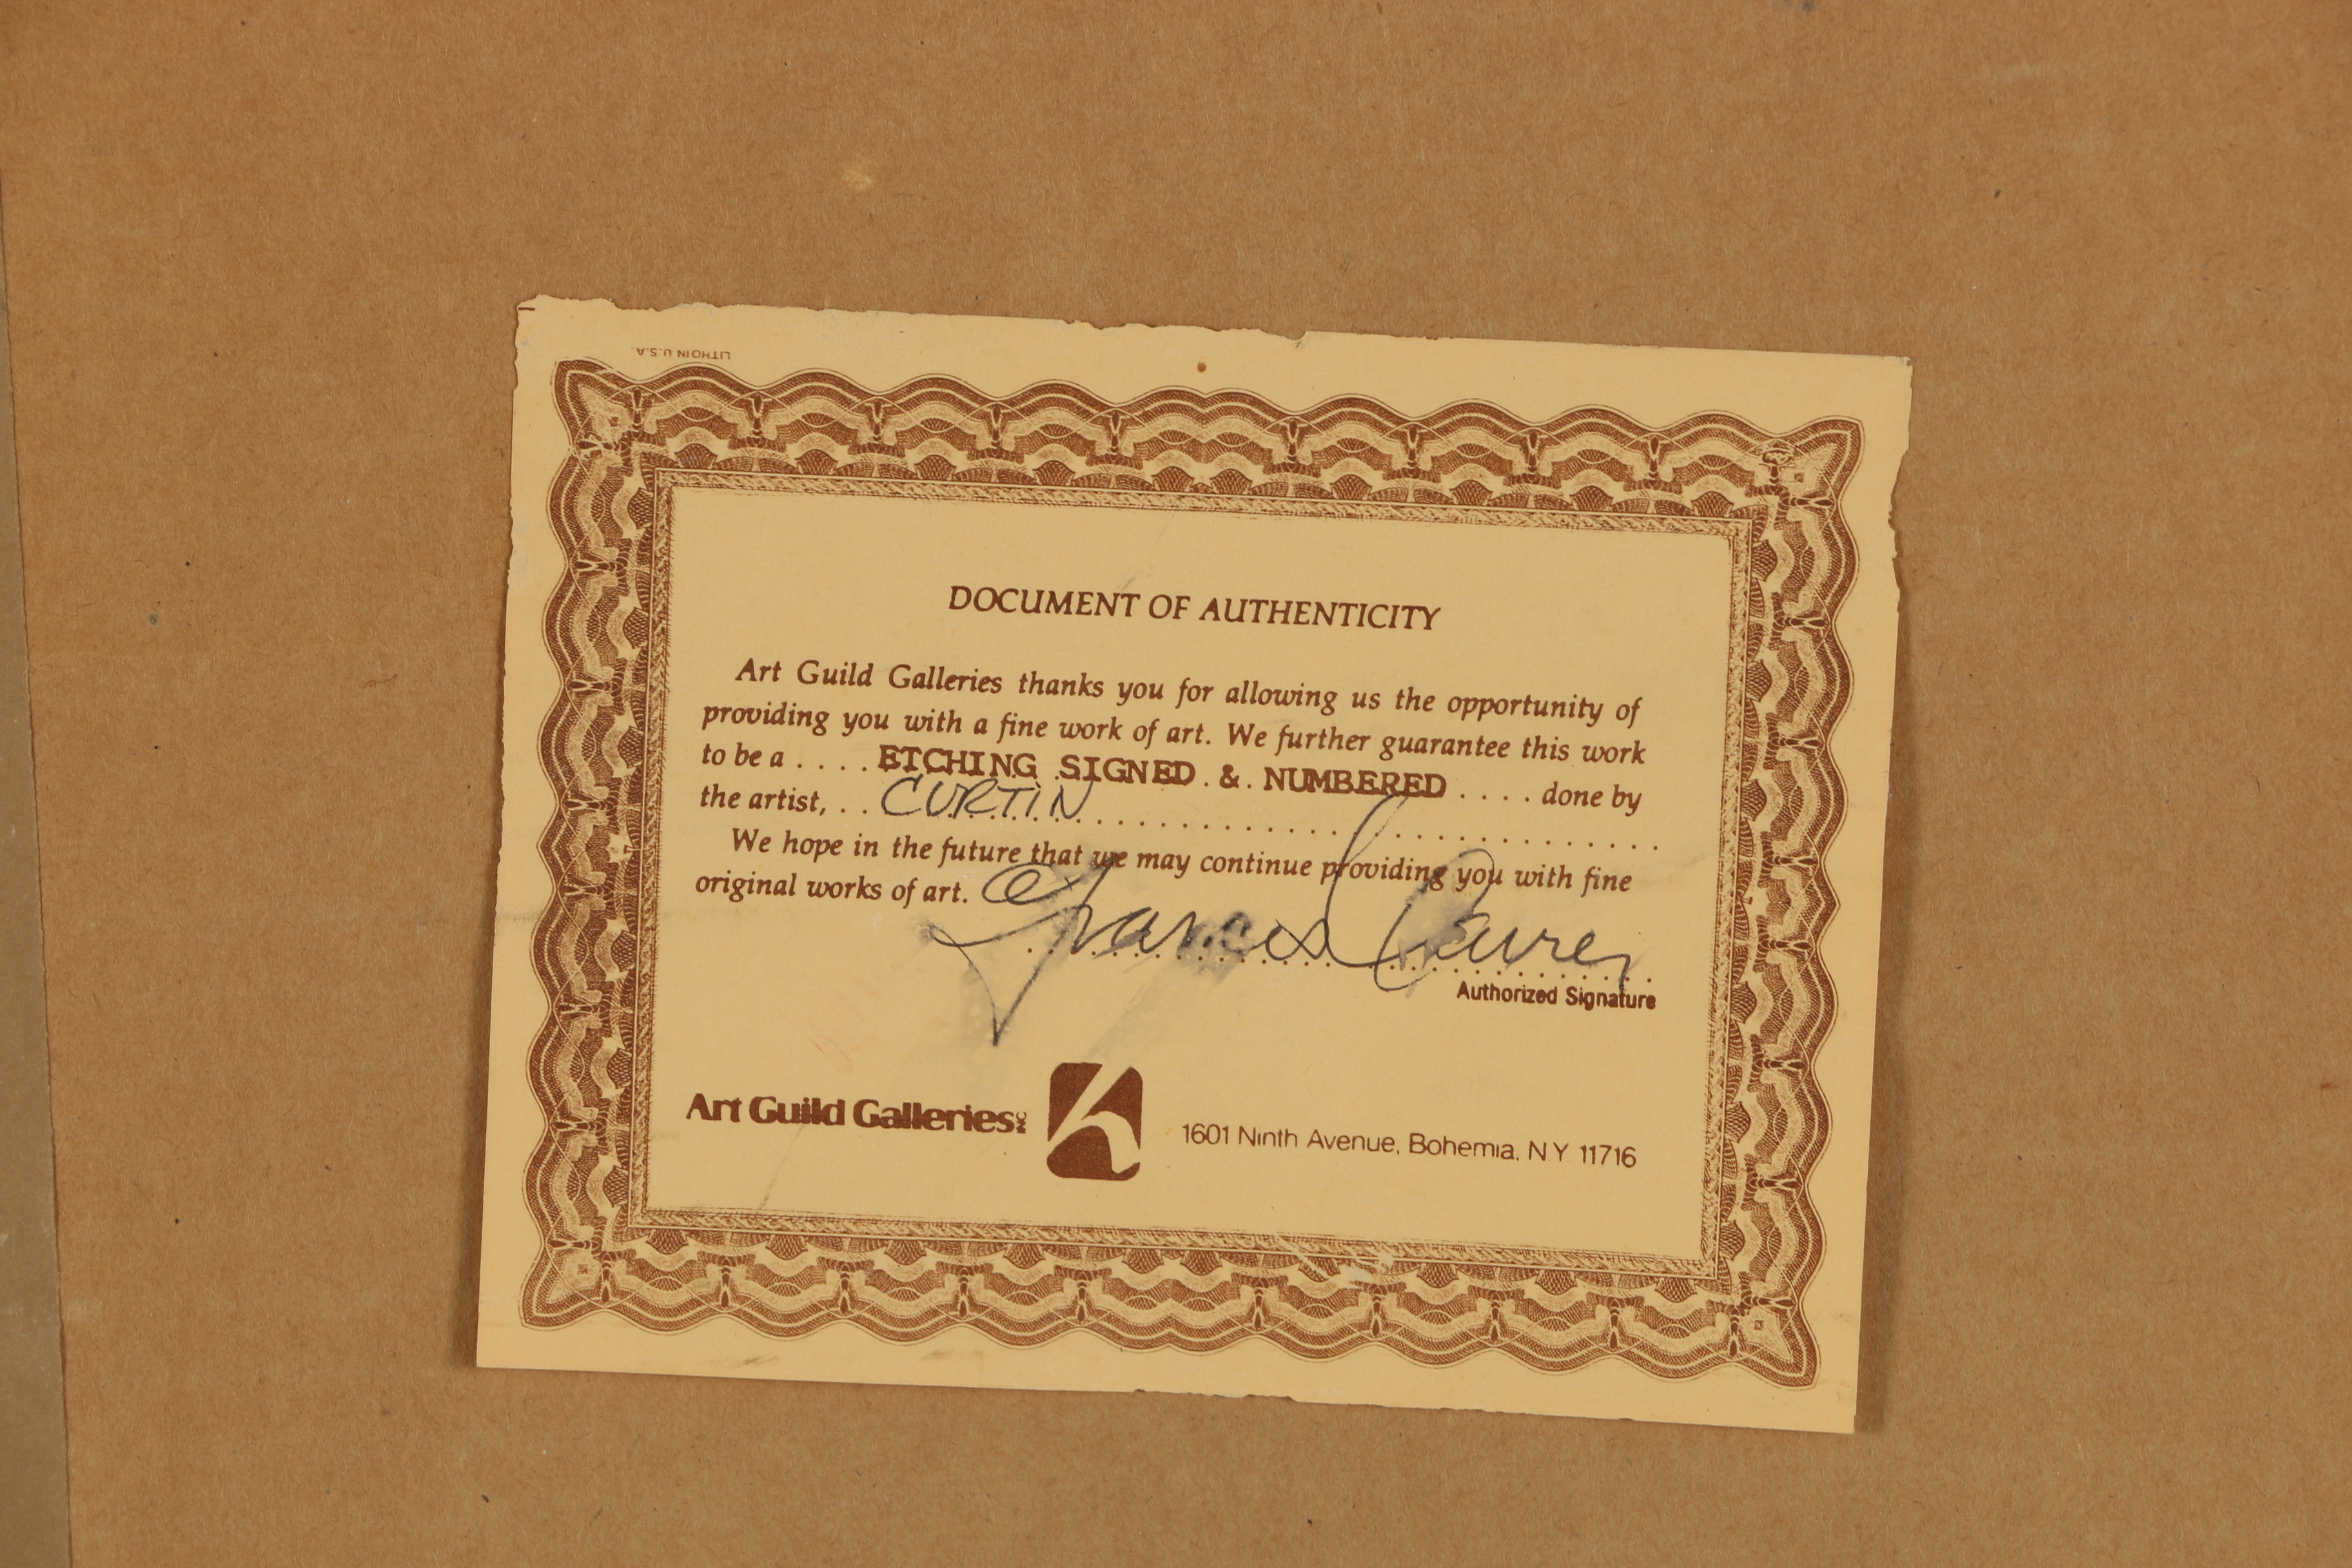 LITHO IN U.S.A.
DOCUMENT OF AUTHENTICITY
Art Guild Galleries thanks you for allowing us the opportunity of
providing you with a fine work of art. We further guarantee this work
to be a . . . . ETCHING SIGNED & NUMBERED . . . . done by
the artist, . . CURTIN
We hope in the future that we may continue providing you with fine
original works of art.
Frances
Authorized Signature
Art Guild Galleries INC
1601 Ninth Avenue, Bohemia, N.Y. 11716